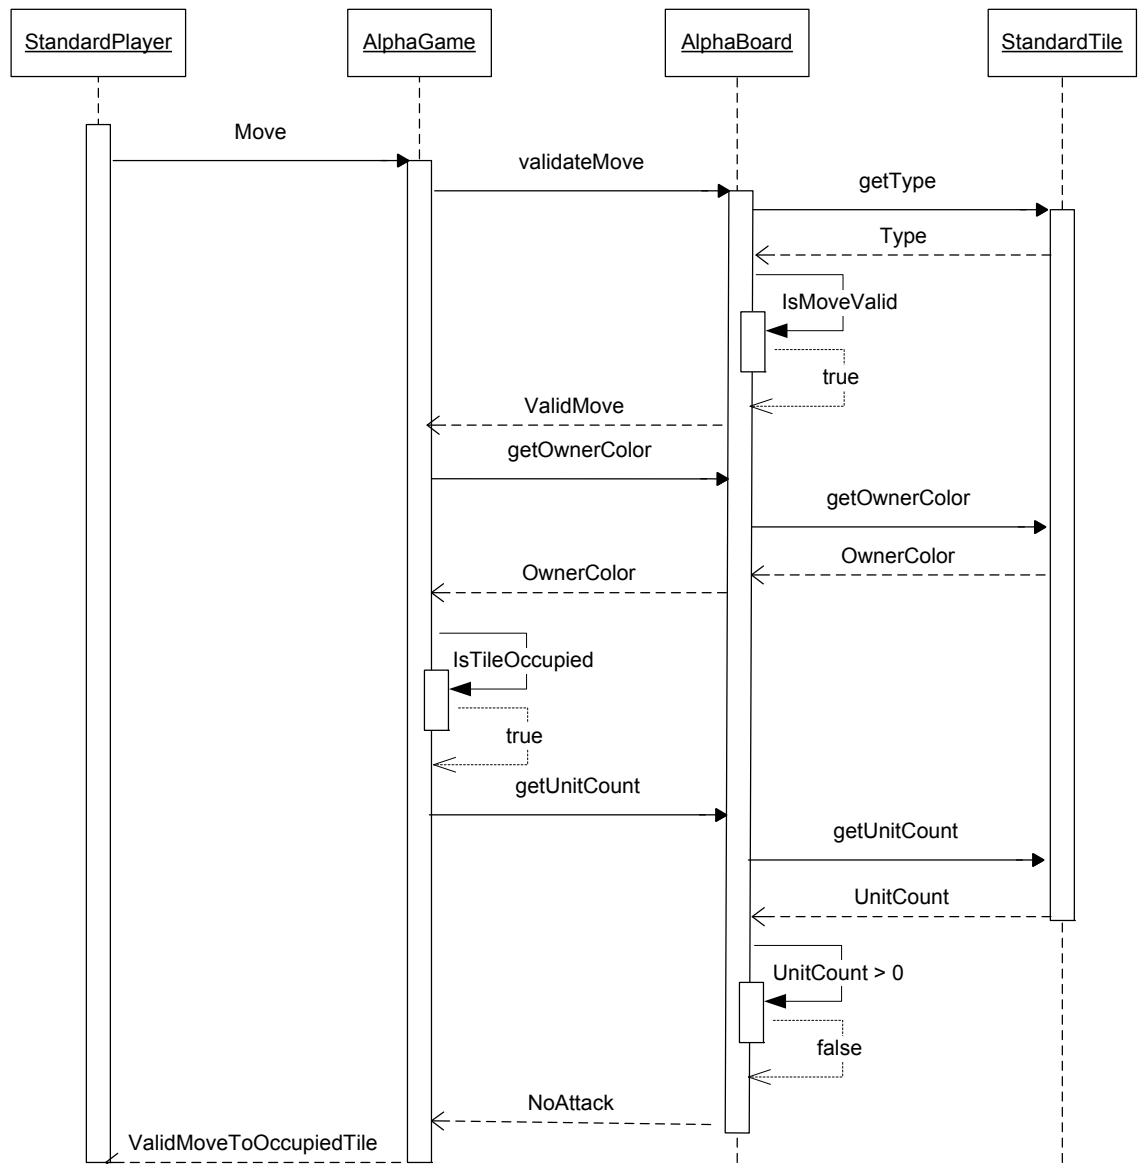 StandardPlayer
AlphaGame
AlphaBoard
StandardTile
Move
validateMove
getType
Type
IsMoveValid
true
ValidMove
getOwnerColor
getOwnerColor
OwnerColor
OwnerColor
IsTileOccupied
true
getUnitCount
getUnitCount
UnitCount
UnitCount > 0
false
NoAttack
ValidMoveToOccupiedTile